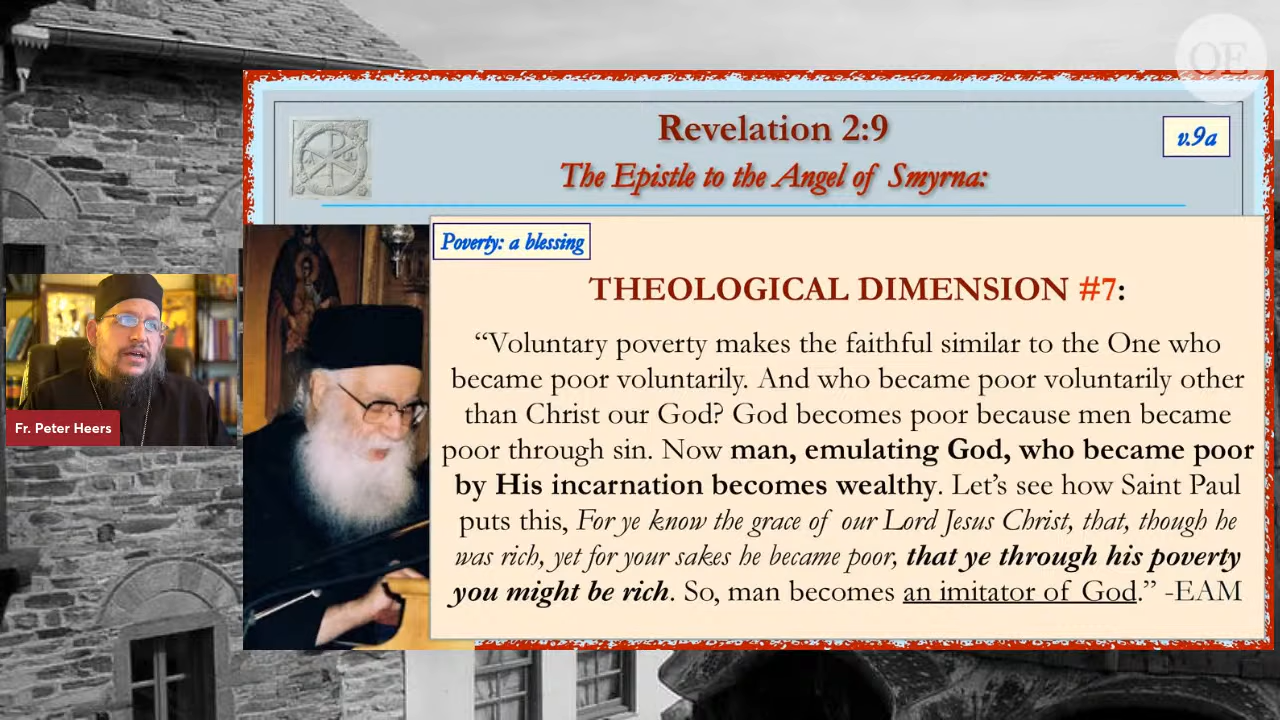 OE
Revelation 2:9
v.9a
The Epistle to the Angel of Smyrna:
Poverty: a blessing
THEOLOGICAL DIMENSION #7:
“Voluntary poverty makes the faithful similar to the One who
became poor voluntarily. And who became poor voluntarily other
than Christ our God? God becomes poor because men became
poor through sin. Now man, emulating God, who became poor
by His incarnation becomes wealthy. Let’s see how Saint Paul
puts this, For ye know the grace of our Lord Jesus Christ, that, though he
was rich, yet for your sakes he became poor, that ye through his poverty
you might be rich. So, man becomes an imitator of God.” -EAM
Fr. Peter Heers